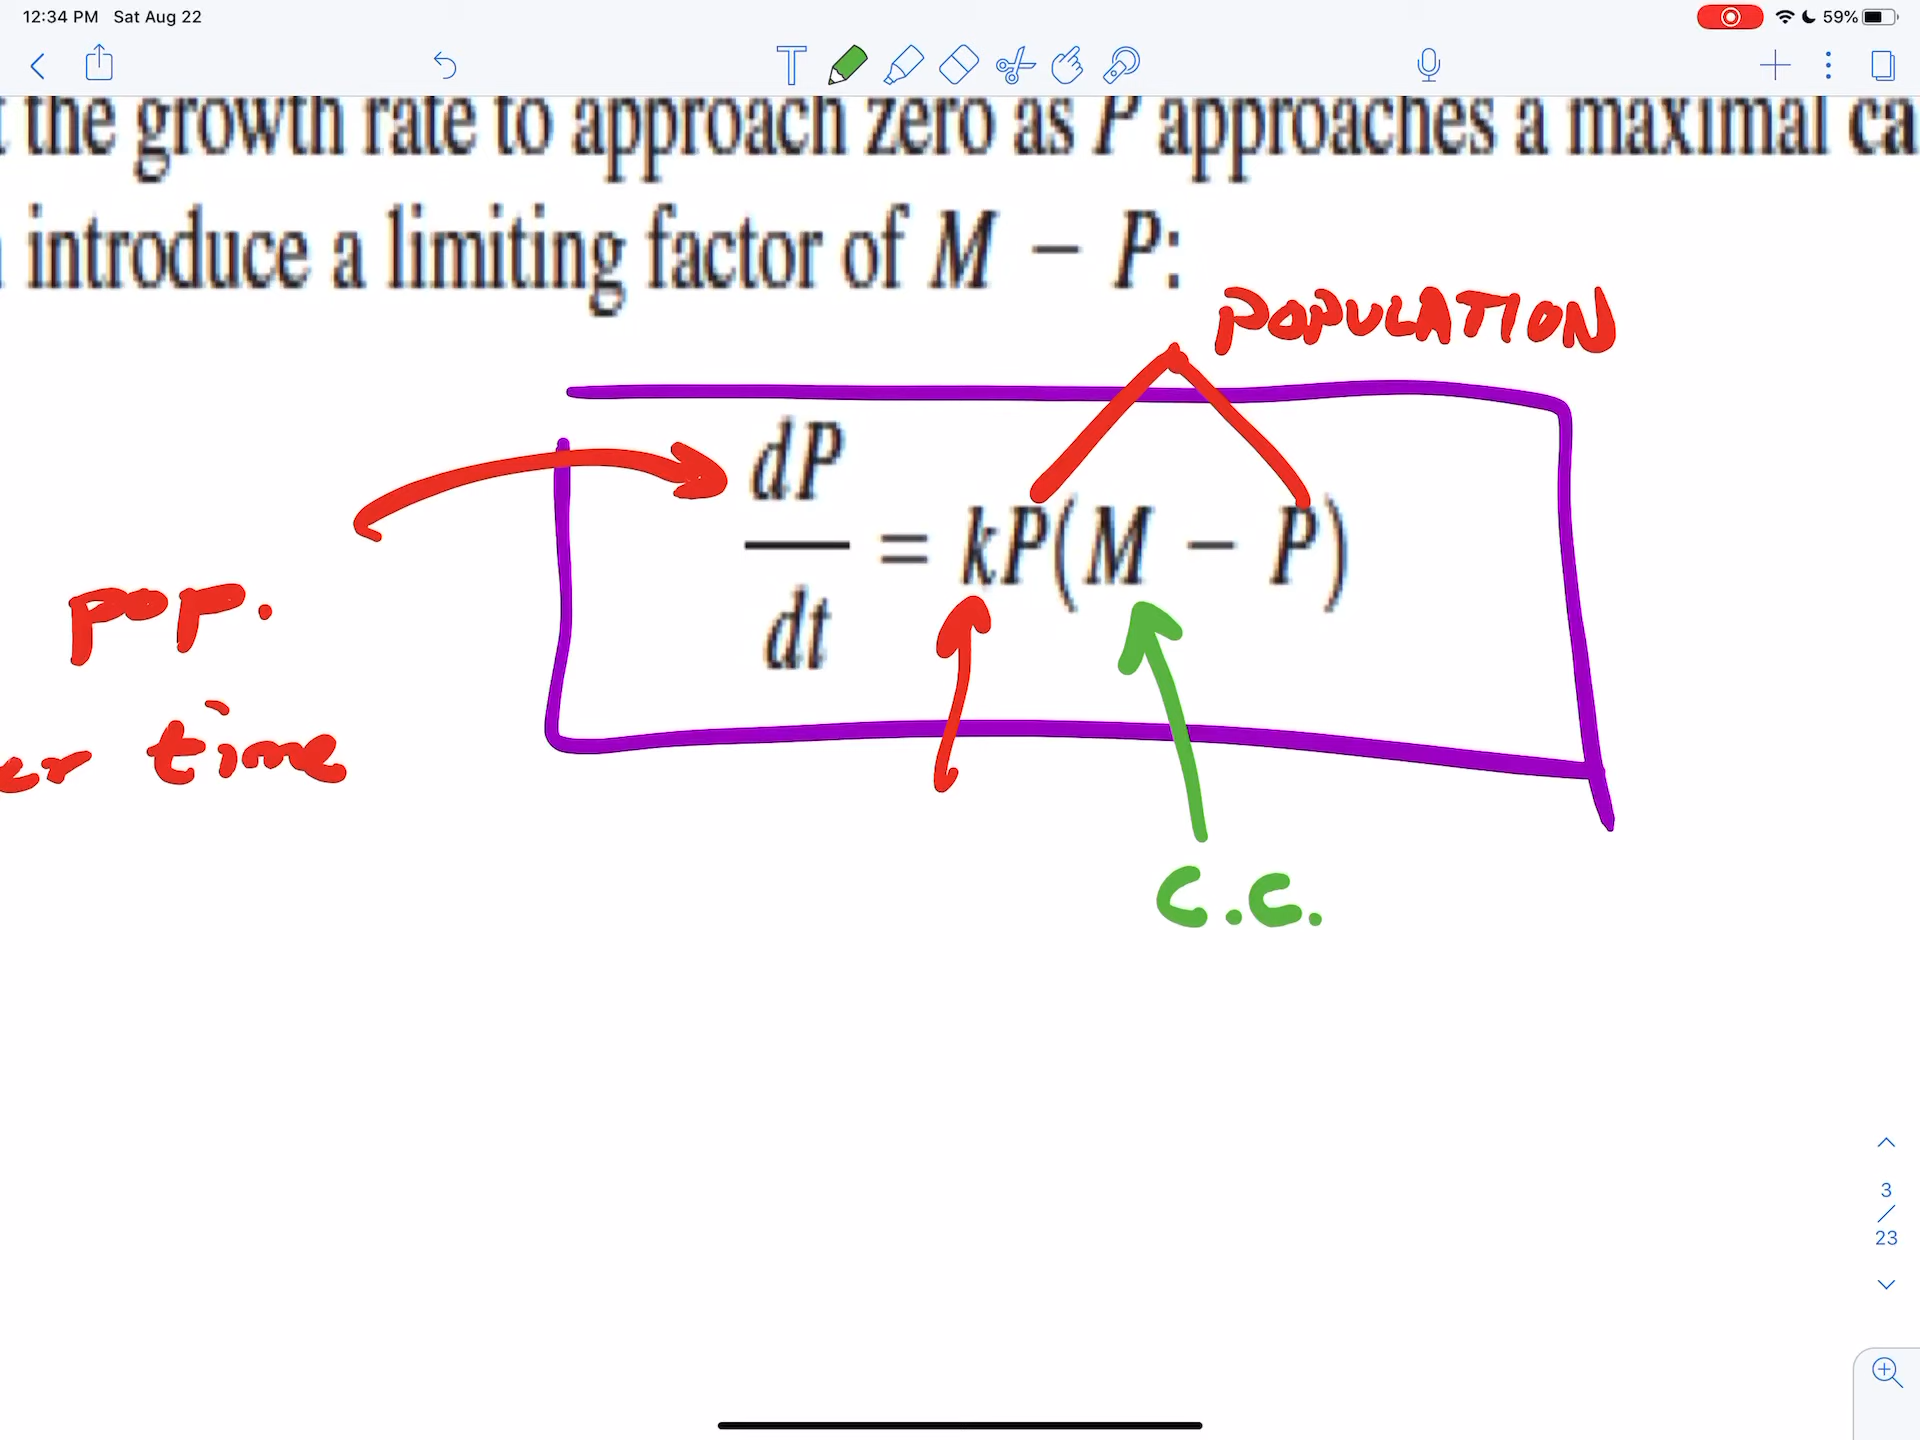 12:34 PM Sat Aug 22
59%
T
the growth rate to approach zero as P approaches a maximal ca
introduce a limiting factor of M − P:
POPULATION
dP
dt
= kP(M − P)
pop.
er time
C.C.
3
/
23